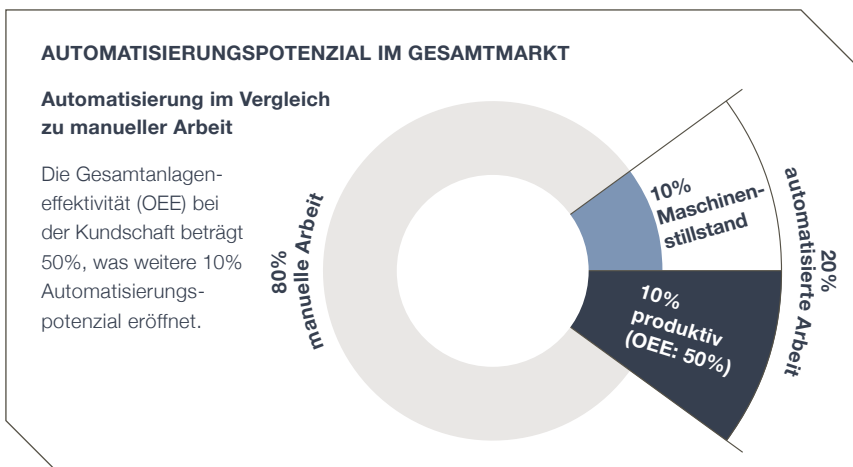 AUTOMATISIERUNGSPOTENZIAL IM GESAMTMARKT
Automatisierung im Vergleich
zu manueller Arbeit
Die Gesamtanlagen-
effektivität (OEE) bei
der Kundschaft beträgt
50%, was weitere 10%
Automatisierungs-
potenzial eröffnet.
80%
manuelle Arbeit
10%
Maschinen-
stillstand
10%
produktiv
(OEE: 50%)
20%
automatisierte Arbeit